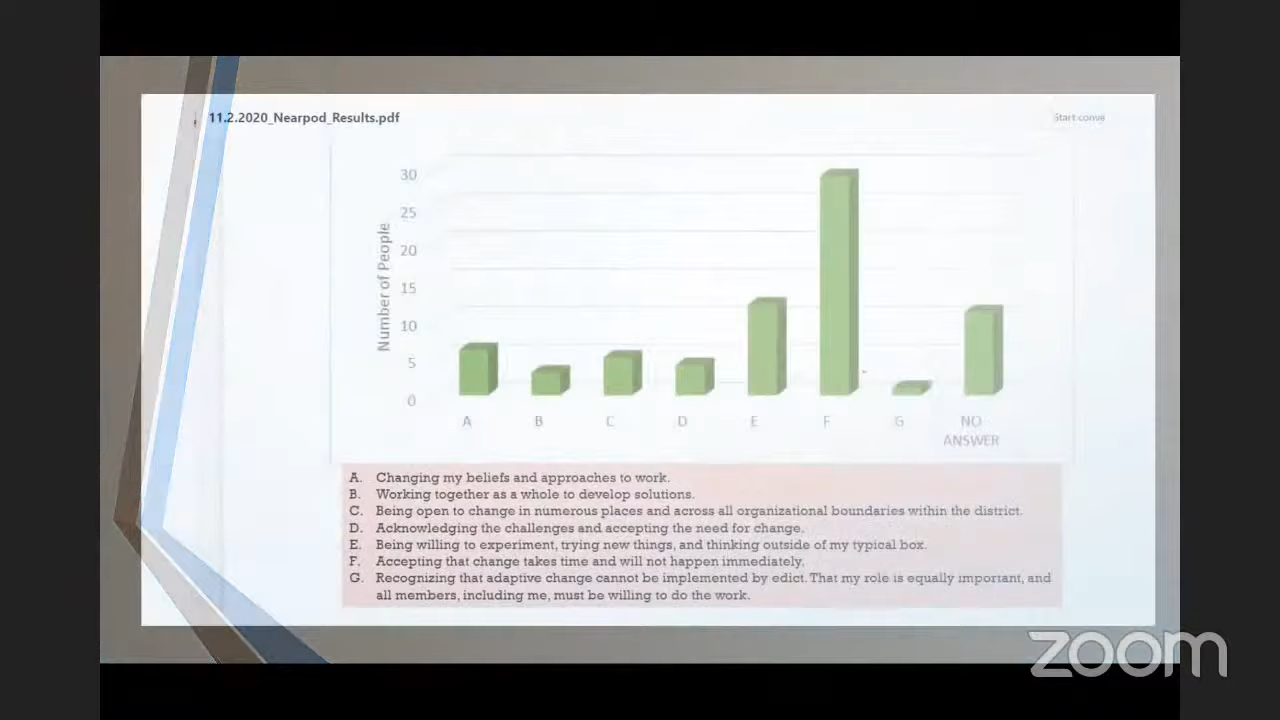 11.2.2020_Nearpod_Results.pdf
Start conve
30
25
20
15
10
5
0
Number of People
A B C D E F G NO ANSWER
A. Changing my beliefs and approaches to work.
B. Working together as a whole to develop solutions.
C. Being open to change in numerous places and across all organizational boundaries within the district.
D. Acknowledging the challenges and accepting the need for change.
E. Being willing to experiment, trying new things, and thinking outside of my typical box.
F. Accepting that change takes time and will not happen immediately.
G. Recognizing that adaptive change cannot be implemented by edict. That my role is equally important, and
all members, including me, must be willing to do the work.
zoom